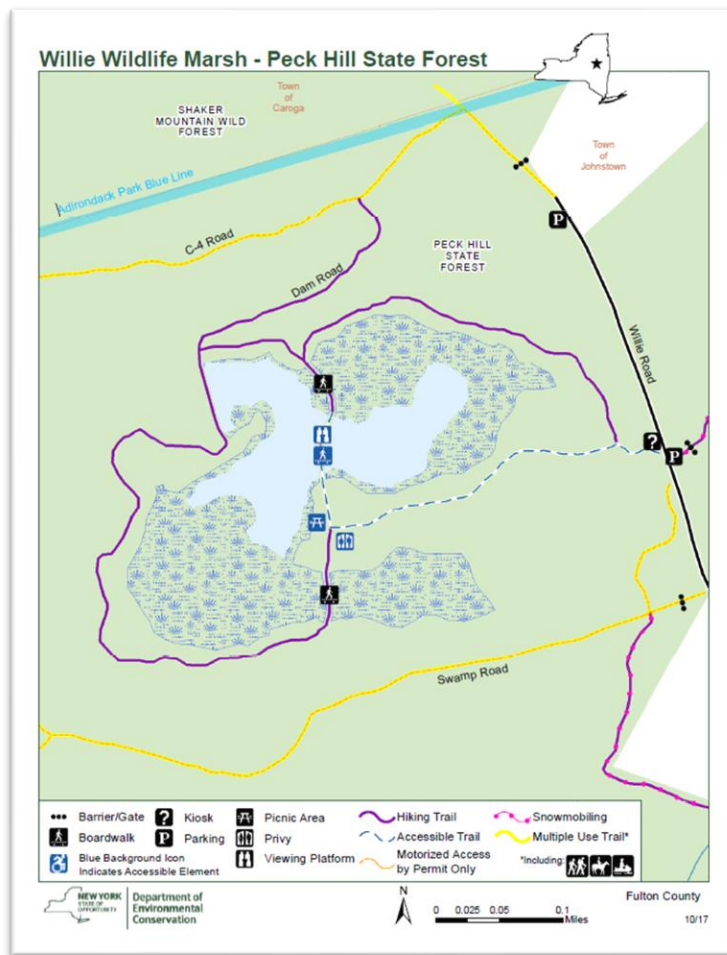 Willie Wildlife Marsh - Peck Hill State Forest
Town
of
Caroga
SHAKER
MOUNTAIN WILD
FOREST
Town
of
Johnstown
Adirondack Park Blue Line
P
C-4 Road
PECK HILL
STATE
FOREST
Dam Road
Willie Road
?
P
Swamp Road
Barrier/Gate
? Kiosk
Picnic Area
Hiking Trail
Snowmobiling
Boardwalk
P Parking
Privy
Accessible Trail
Multiple Use Trail*
Blue Background Icon
Indicates Accessible Element
Viewing Platform
Motorized Access
by Permit Only
*Including:
NEW YORK
STATE OF
OPPORTUNITY
Department of
Environmental
Conservation
N
0 0.025 0.05 0.1
Miles
Fulton County
10/17